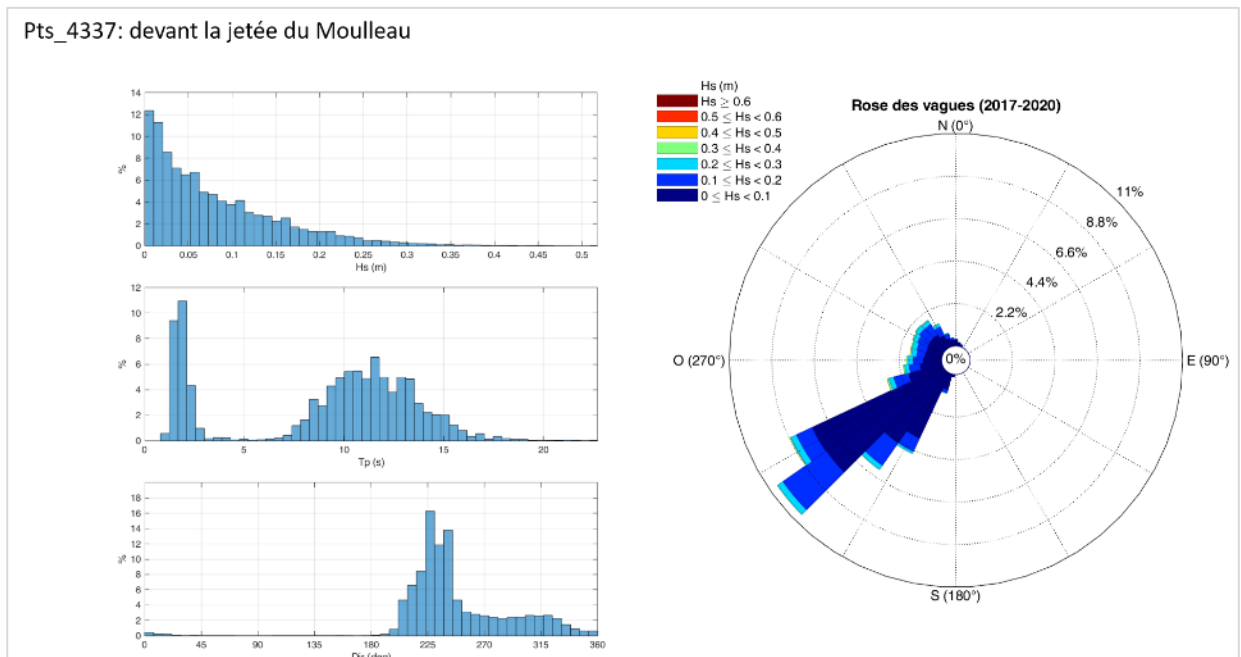 Pts_4337: devant la jetée du Moulleau
14
12
10
8
6
4
2
0
%
0 0.05 0.1 0.15 0.2 0.25 0.3 0.35 0.4 0.45 0.5
Hs (m)
12
10
8
6
4
2
0
%
0 5 10 15 20
Tp (s)
18
16
14
12
10
8
6
4
2
0
%
0 45 90 135 180 225 270 315 360
Dir (deg)
Hs (m)
Hs ≥ 0.6
0.5 ≤ Hs < 0.6
0.4 ≤ Hs < 0.5
0.3 ≤ Hs < 0.4
0.2 ≤ Hs < 0.3
0.1 ≤ Hs < 0.2
0 ≤ Hs < 0.1
Rose des vagues (2017-2020)
N (0°)
11%
8.8%
6.6%
4.4%
2.2%
0%
O (270°)
E (90°)
S (180°)